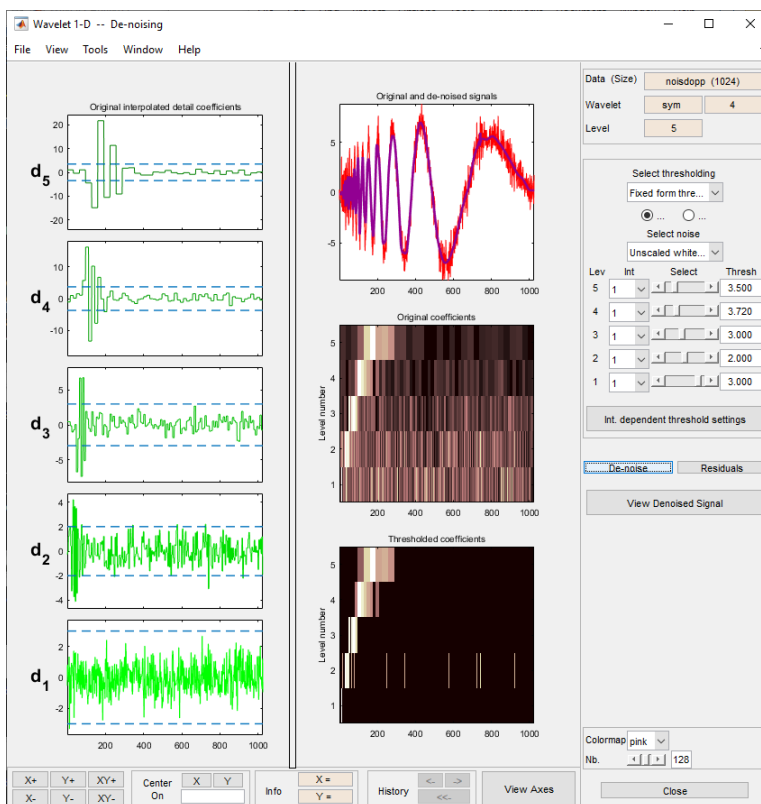 Wavelet 1-D -- De-noising
File View Tools Window Help
Original interpolated detail coefficients
20
10
0
-10
-20
d5
10
0
-10
d4
5
0
-5
d3
4
2
0
-2
-4
d2
2
0
-2
d1
200 400 600 800 1000
Original and de-noised signals
5
0
-5
200 400 600 800 1000
Original coefficients
Level number
5
4
3
2
1
200 400 600 800 1000
Thresholded coefficients
Level number
5
4
3
2
1
200 400 600 800 1000
Data (Size) noisdopp (1024)
Wavelet sym 4
Level 5
Select thresholding
Fixed form thre...
... ...
Select noise
Unscaled white...
Lev Int Select Thresh
5 1 3.500
4 1 3.720
3 1 3.000
2 1 2.000
1 1 3.000
Int. dependent threshold settings
De-noise Residuals
View Denoised Signal
Colormap pink
Nb. 128
Close
X+ Y+ XY+
X- Y- XY-
Center On X Y
Info X = Y =
History <- -> <<-
View Axes